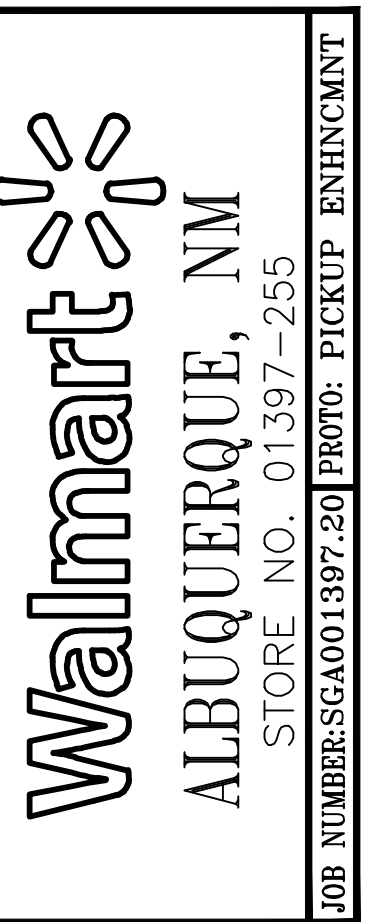 Walmart
ALBUQUERQUE, NM
STORE NO. 01397-255
JOB NUMBER:SGA001397.20
PROTO: PICKUP ENHNCMNT